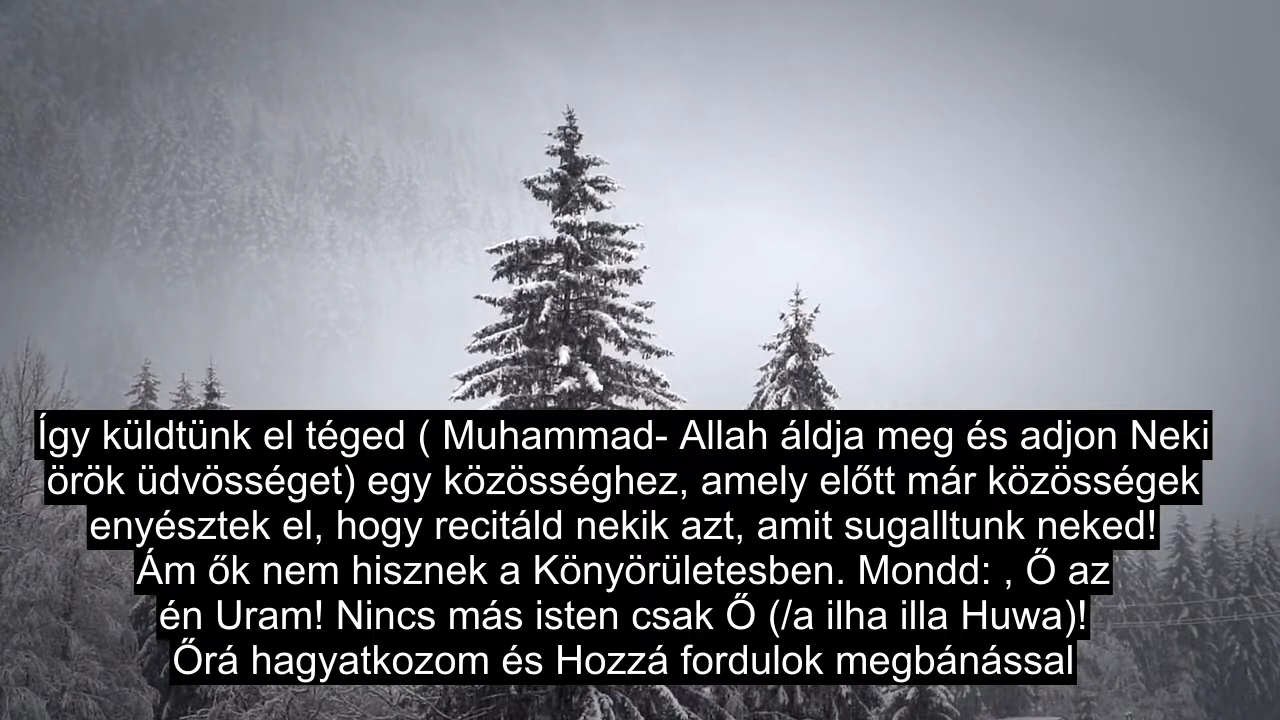 Így küldtünk el téged ( Muhammad- Allah áldja meg és adjon Neki
örök üdvösséget) egy közösséghez, amely előtt már közösségek
enyésztek el, hogy recitáld nekik azt, amit sugalltunk neked!
Ám ők nem hisznek a Könyörületesben. Mondd: , Ő az
én Uram! Nincs más isten csak Ő (/a ilha illa Huwa)!
Őrá hagyatkozom és Hozzá fordulok megbánással